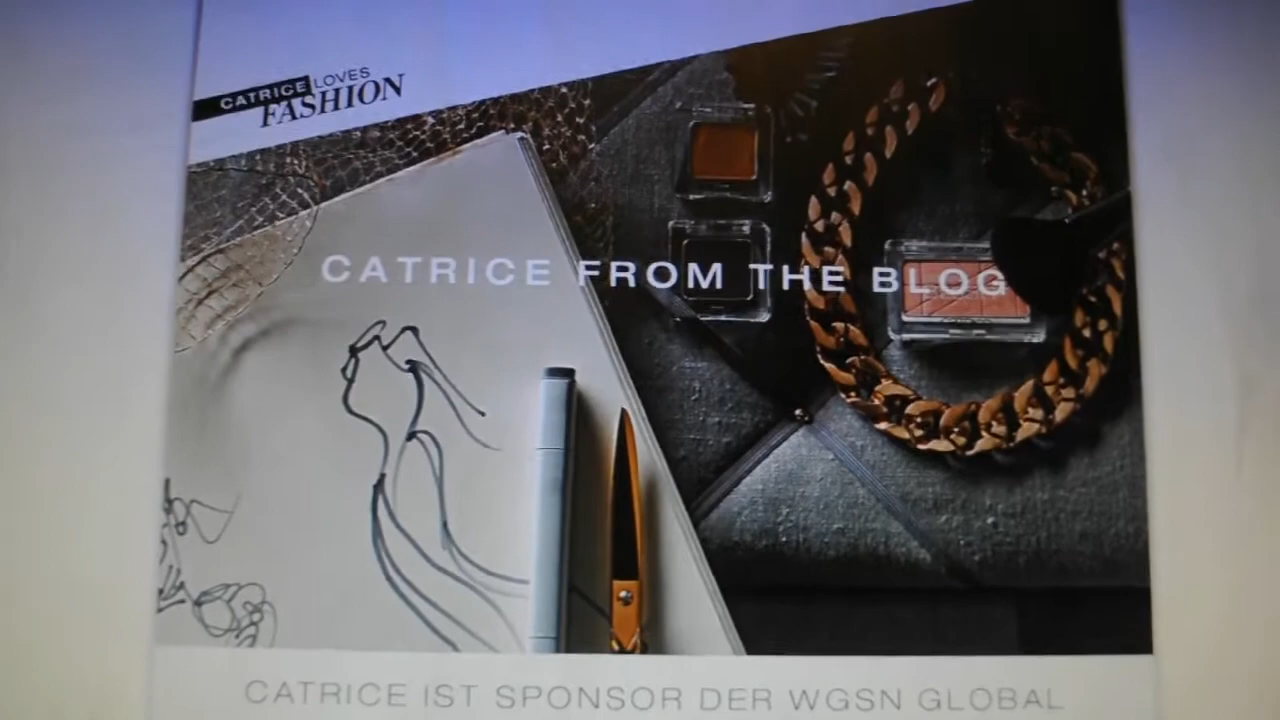 CATRICE LOVES
FASHION
CATRICE FROM THE BLOG
CATRICE IST SPONSOR DER WGSN GLOBAL